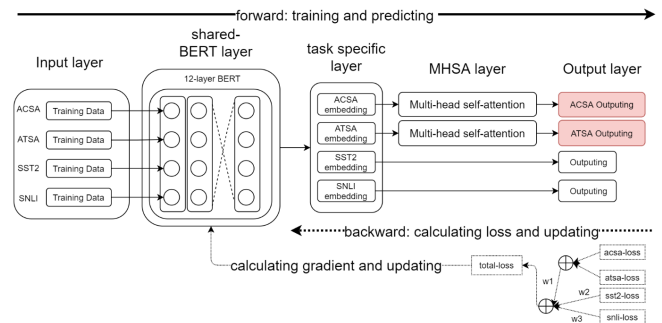 forward: training and predicting
Input layer
shared-
BERT layer
task specific
layer
MHSA layer
Output layer
12-layer BERT
ACSA
Training Data
ATSA
Training Data
SST2
Training Data
SNLI
Training Data
ACSA
embedding
Multi-head self-attention
ACSA Outputing
ATSA
embedding
Multi-head self-attention
ATSA Outputing
SST2
embedding
Outputing
SNLI
embedding
Outputing
backward: calculating loss and updating
calculating gradient and updating
total-loss
acsa-loss
atsa-loss
sst2-loss
snli-loss
w1
w2
w3